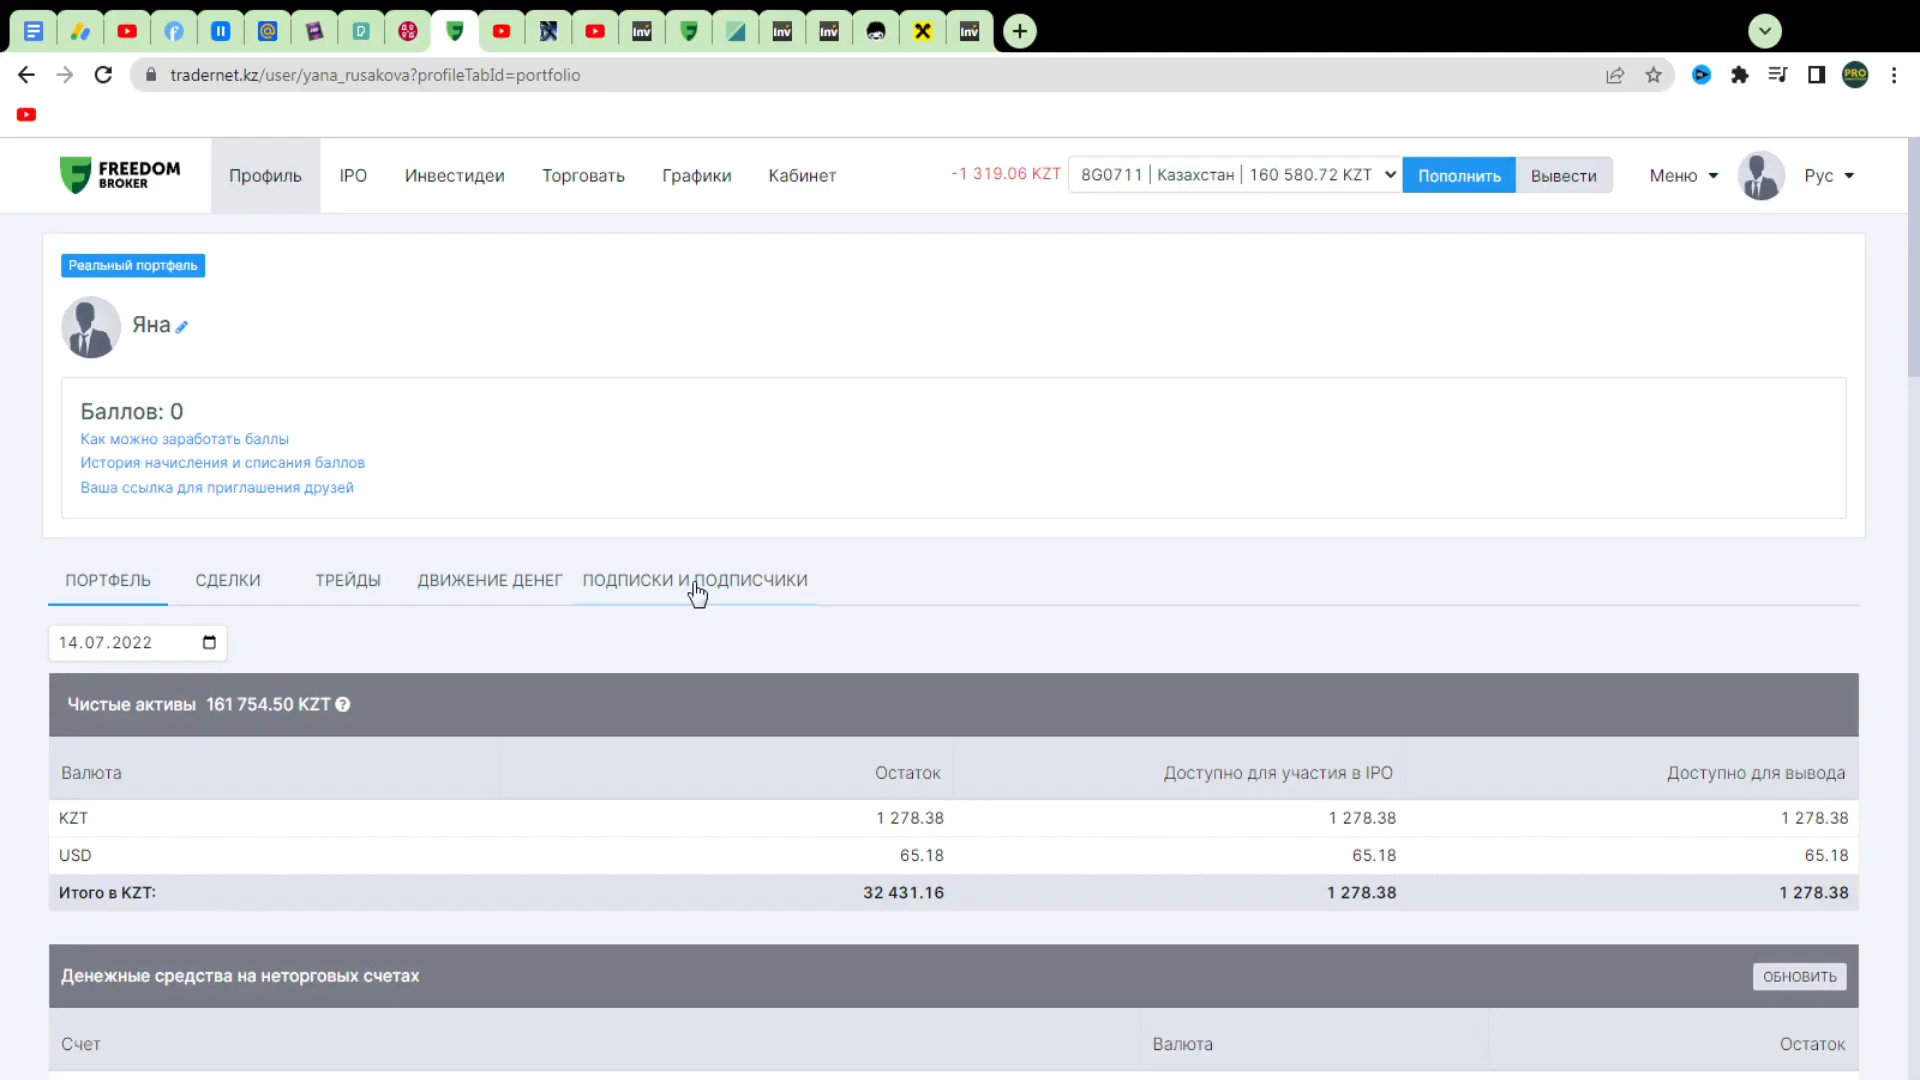 tradernet.kz/user/yana_rusakova?profileTabId=portfolio
PRO
FREEDOM
BROKER
Профиль
IPO
Инвестидеи
Торговать
Графики
Кабинет
-1 319.06 KZT
8G0711 | Казахстан | 160 580.72 KZT
Пополнить
Вывести
Меню
Рус
Реальный портфель
Яна
Баллов: 0
Как можно заработать баллы
История начисления и списания баллов
Ваша ссылка для приглашения друзей
ПОРТФЕЛЬ
СДЕЛКИ
ТРЕЙДЫ
ДВИЖЕНИЕ ДЕНЕГ
ПОДПИСКИ И ПОДПИСЧИКИ
14.07.2022
Чистые активы 161 754.50 KZT
Валюта Остаток Доступно для участия в IPO Доступно для вывода
KZT 1 278.38 1 278.38 1 278.38
USD 65.18 65.18 65.18
Итого в KZT: 32 431.16 1 278.38 1 278.38
Денежные средства на неторговых счетах
ОБНОВИТЬ
Счет Валюта Остаток